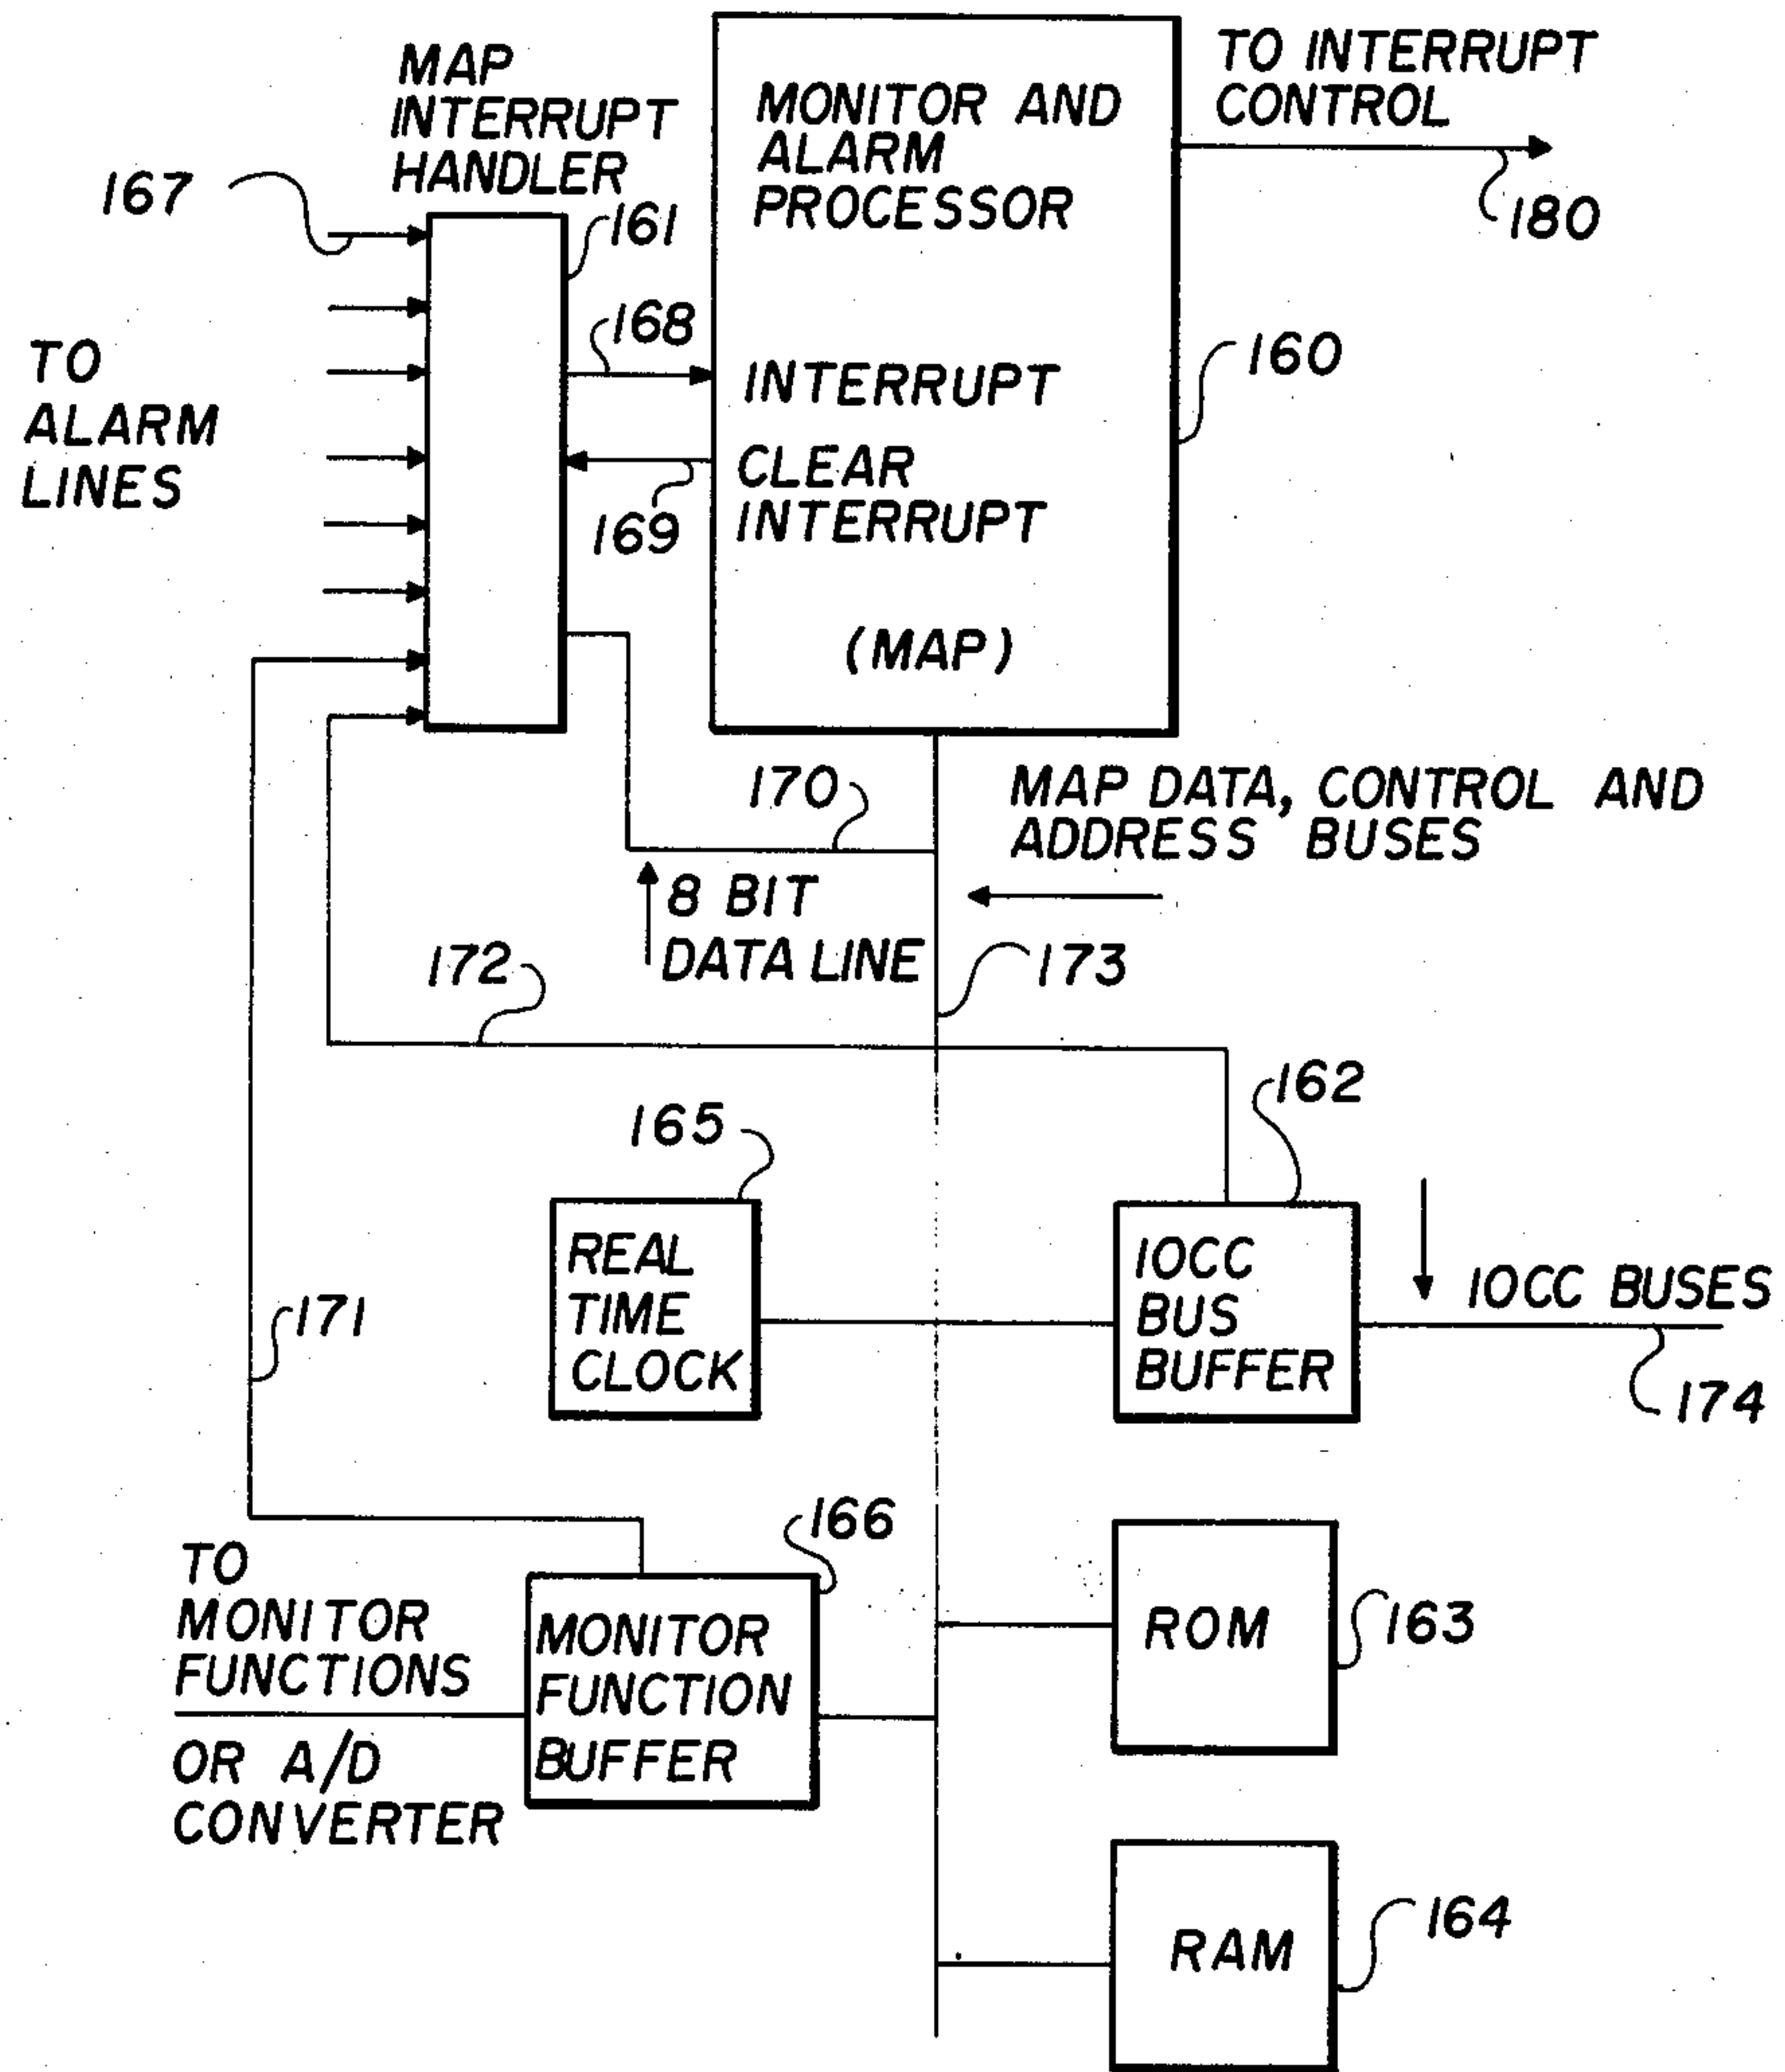 MAP
INTERRUPT
HANDLER
MONITOR AND
ALARM
PROCESSOR
TO INTERRUPT
CONTROL
167
161
180
168
INTERRUPT
160
TO
ALARM
LINES
CLEAR
INTERRUPT
169
(MAP)
170
MAP DATA, CONTROL AND
ADDRESS BUSES
8 BIT
DATA LINE
172
173
162
165
REAL
TIME
CLOCK
IOCC
BUS
BUFFER
IOCC BUSES
174
171
166
TO
MONITOR
FUNCTIONS
OR A/D
CONVERTER
MONITOR
FUNCTION
BUFFER
ROM
163
RAM
164